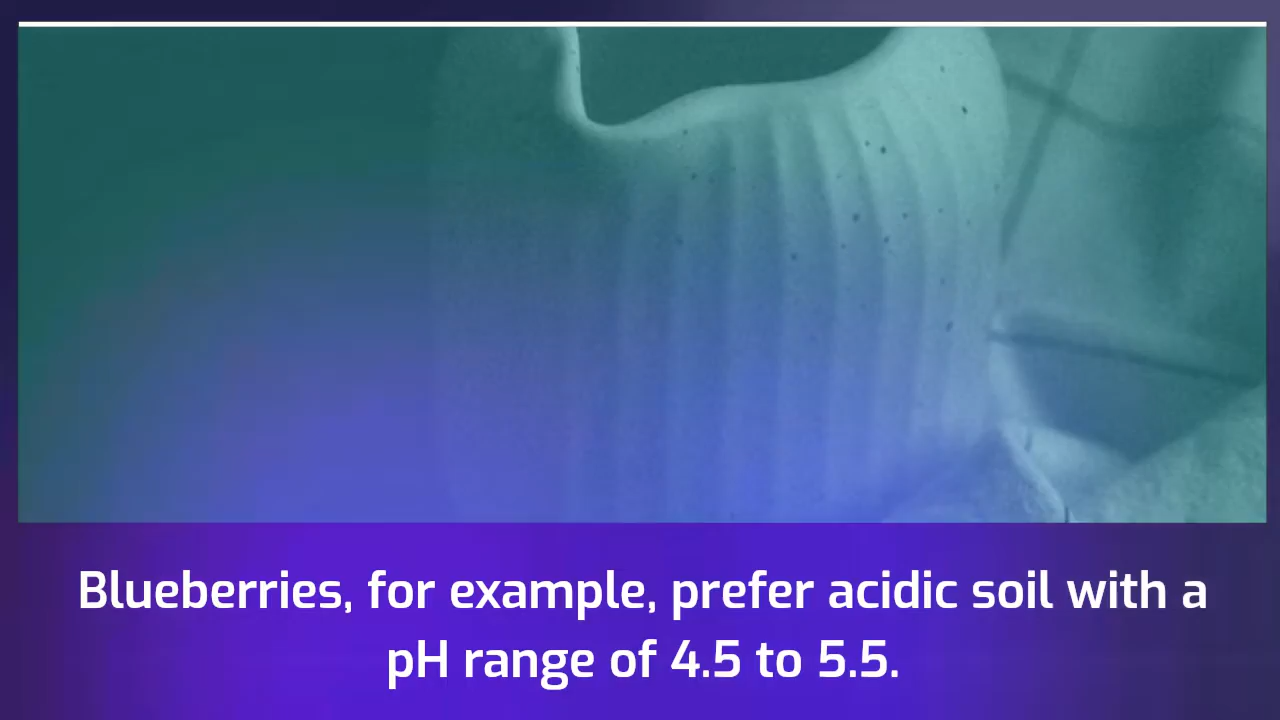 Blueberries, for example, prefer acidic soil with a
pH range of 4.5 to 5.5.